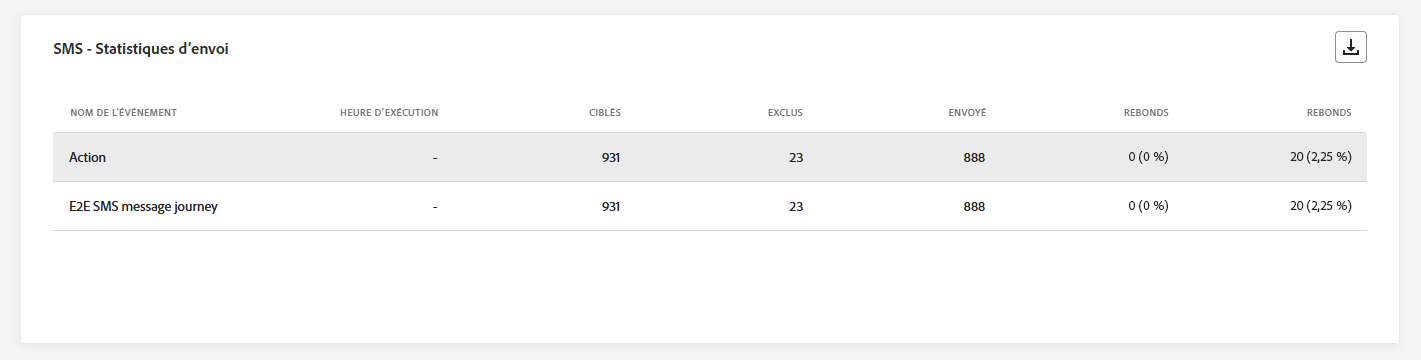 SMS - Statistiques d'envoi
NOM DE L'ÉVÉNEMENT HEURE D'EXÉCUTION CIBLÉS EXCLUS ENVOYÉ REBONDS REBONDS
Action - 931 23 888 0 (0 %) 20 (2,25 %)
E2E SMS message journey - 931 23 888 0 (0 %) 20 (2,25 %)